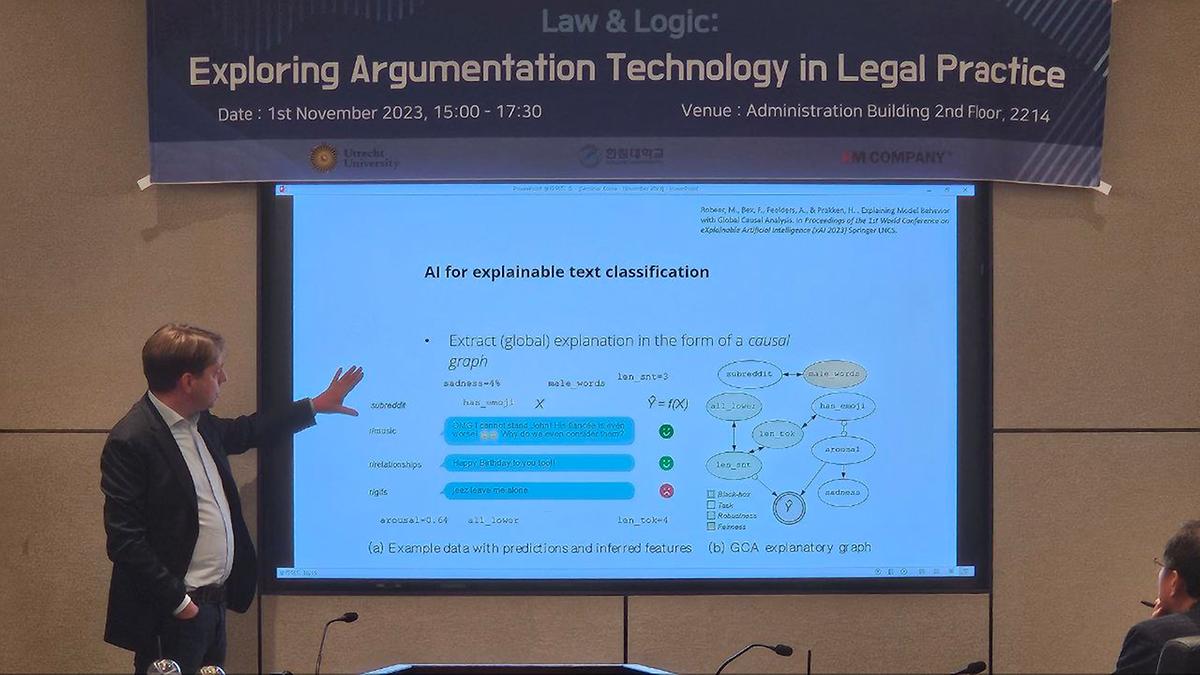 Law & Logic:
Exploring Argumentation Technology in Legal Practice
Date : 1st November 2023, 15:00 - 17:30
Venue : Administration Building 2nd Floor, 2214
Utrecht
University
한림대학교
M COMPANY
Robeer, M., Bex, F., Feelders, A., & Prakken, H. . Explaining Model Behavior
with Global Causal Analysis. In Proceedings of the 1st World Conference on
eXplainable Artificial Intelligence (xAI 2023) Springer LNCS.
AI for explainable text classification
• Extract (global) explanation in the form of a causal
graph
sadness=4%
male_words
len_snt=3
subreddit
has_emoji
X
Ŷ = f(X)
r/music
OMG I cannot stand John! His fiancée is even
worse! Why do we even consider them?
r/relationships
Happy Birthday to you too!!
r/gifs
jeez leave me alone
arousal=0.64
all_lower
len_tok=4
(a) Example data with predictions and inferred features
subreddit
male_words
all_lower
has_emoji
len_tok
arousal
len_snt
sadness
Ŷ
Black-box
Task
Robustness
Fairness
(b) GCA explanatory graph